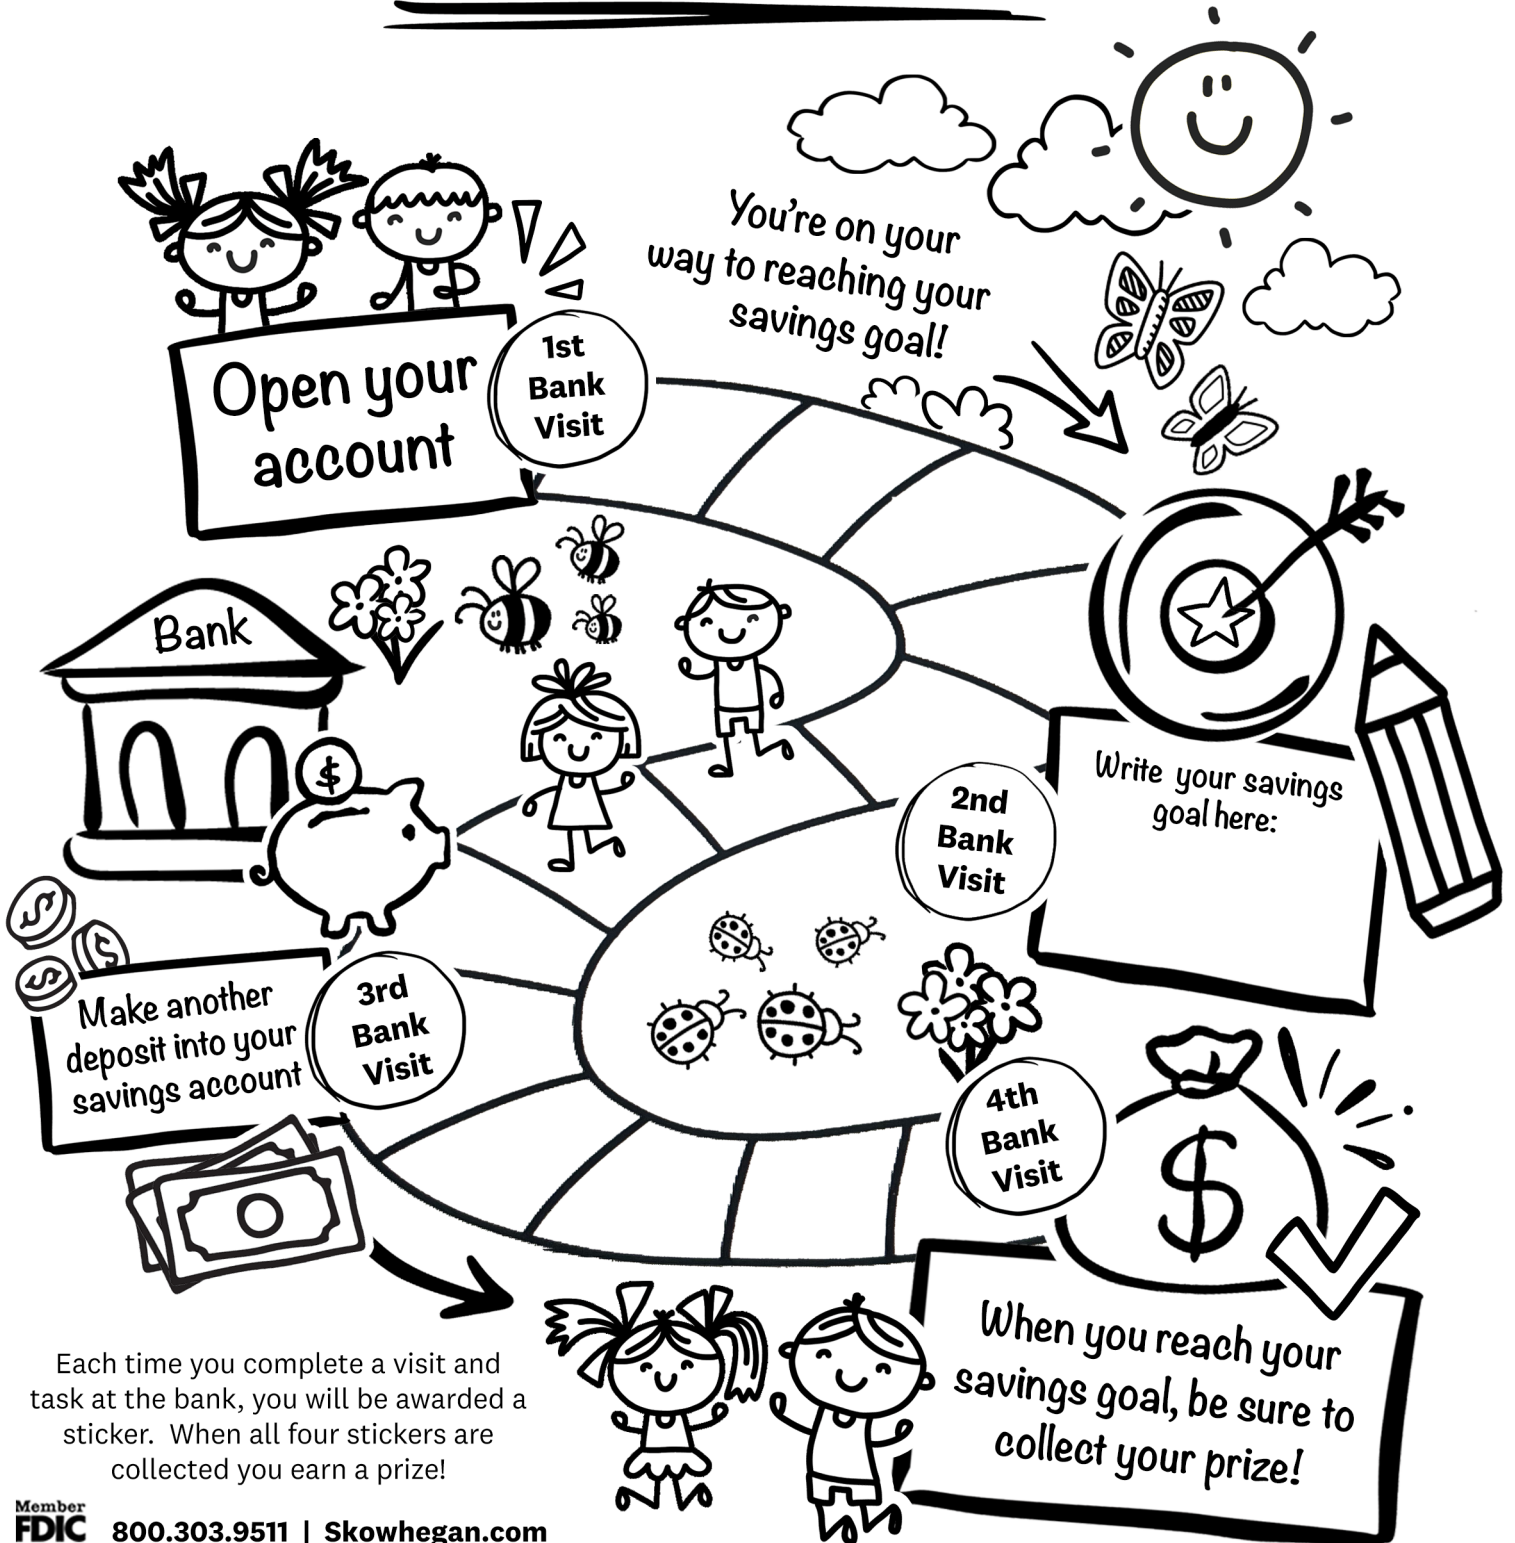 You're on your
way to reaching your
savings goal!
Open your
account
1st
Bank
Visit
Bank
$
Write your savings
goal here:
2nd
Bank
Visit
$
$
$
Make another
deposit into your
savings account
3rd
Bank
Visit
4th
Bank
Visit
$
When you reach your
savings goal, be sure to
collect your prize!
Each time you complete a visit and
task at the bank, you will be awarded a
sticker.  When all four stickers are
collected you earn a prize!
Member
FDIC
800.303.9511 | Skowhegan.com